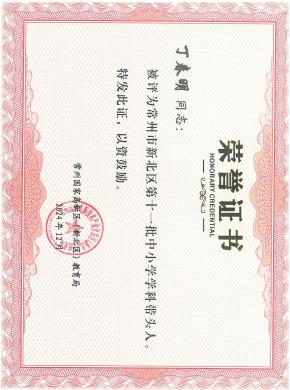 荣誉证书
HONORARY CREDENTIAL
丁春明 同志：
被评为常州市新北区第十一批中小学学科带头人。
特发此证，以资鼓励。
常州国家高新区（新北区）教育局
2024年12月